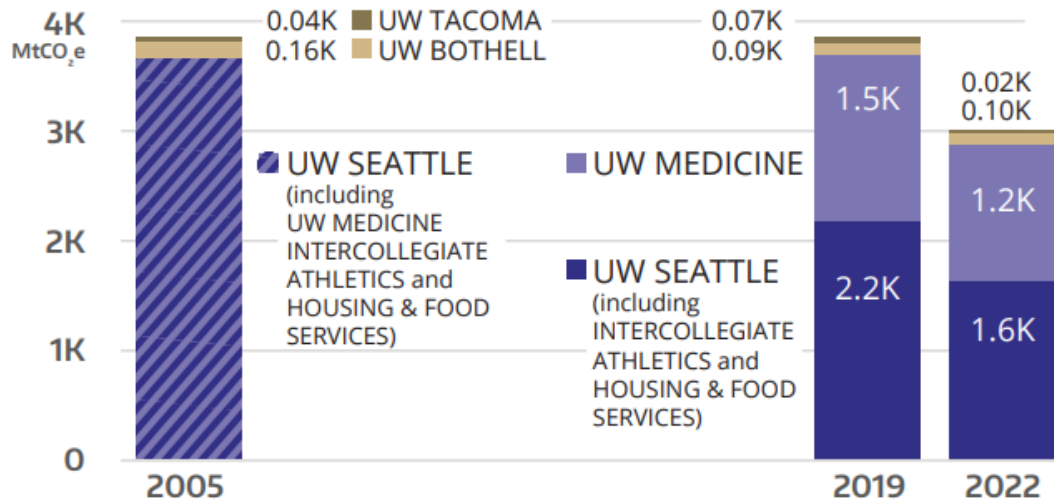 4K
MtCO₂e
0.04K UW TACOMA
0.16K UW BOTHELL
0.07K
0.09K
0.02K
0.10K
3K
UW SEATTLE
(including
UW MEDICINE
INTERCOLLEGIATE
ATHLETICS and
HOUSING & FOOD
SERVICES)
UW MEDICINE
UW SEATTLE
(including
INTERCOLLEGIATE
ATHLETICS and
HOUSING & FOOD
SERVICES)
1.5K
2.2K
1.2K
1.6K
2K
1K
0
2005
2019
2022